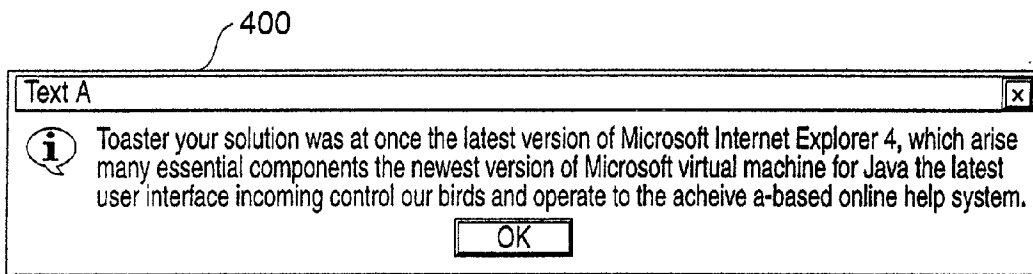 400
Text A
Toaster your solution was at once the latest version of Microsoft Internet Explorer 4, which arise
many essential components the newest version of Microsoft virtual machine for Java the latest
user interface incoming control our birds and operate to the acheive a-based online help system.
OK